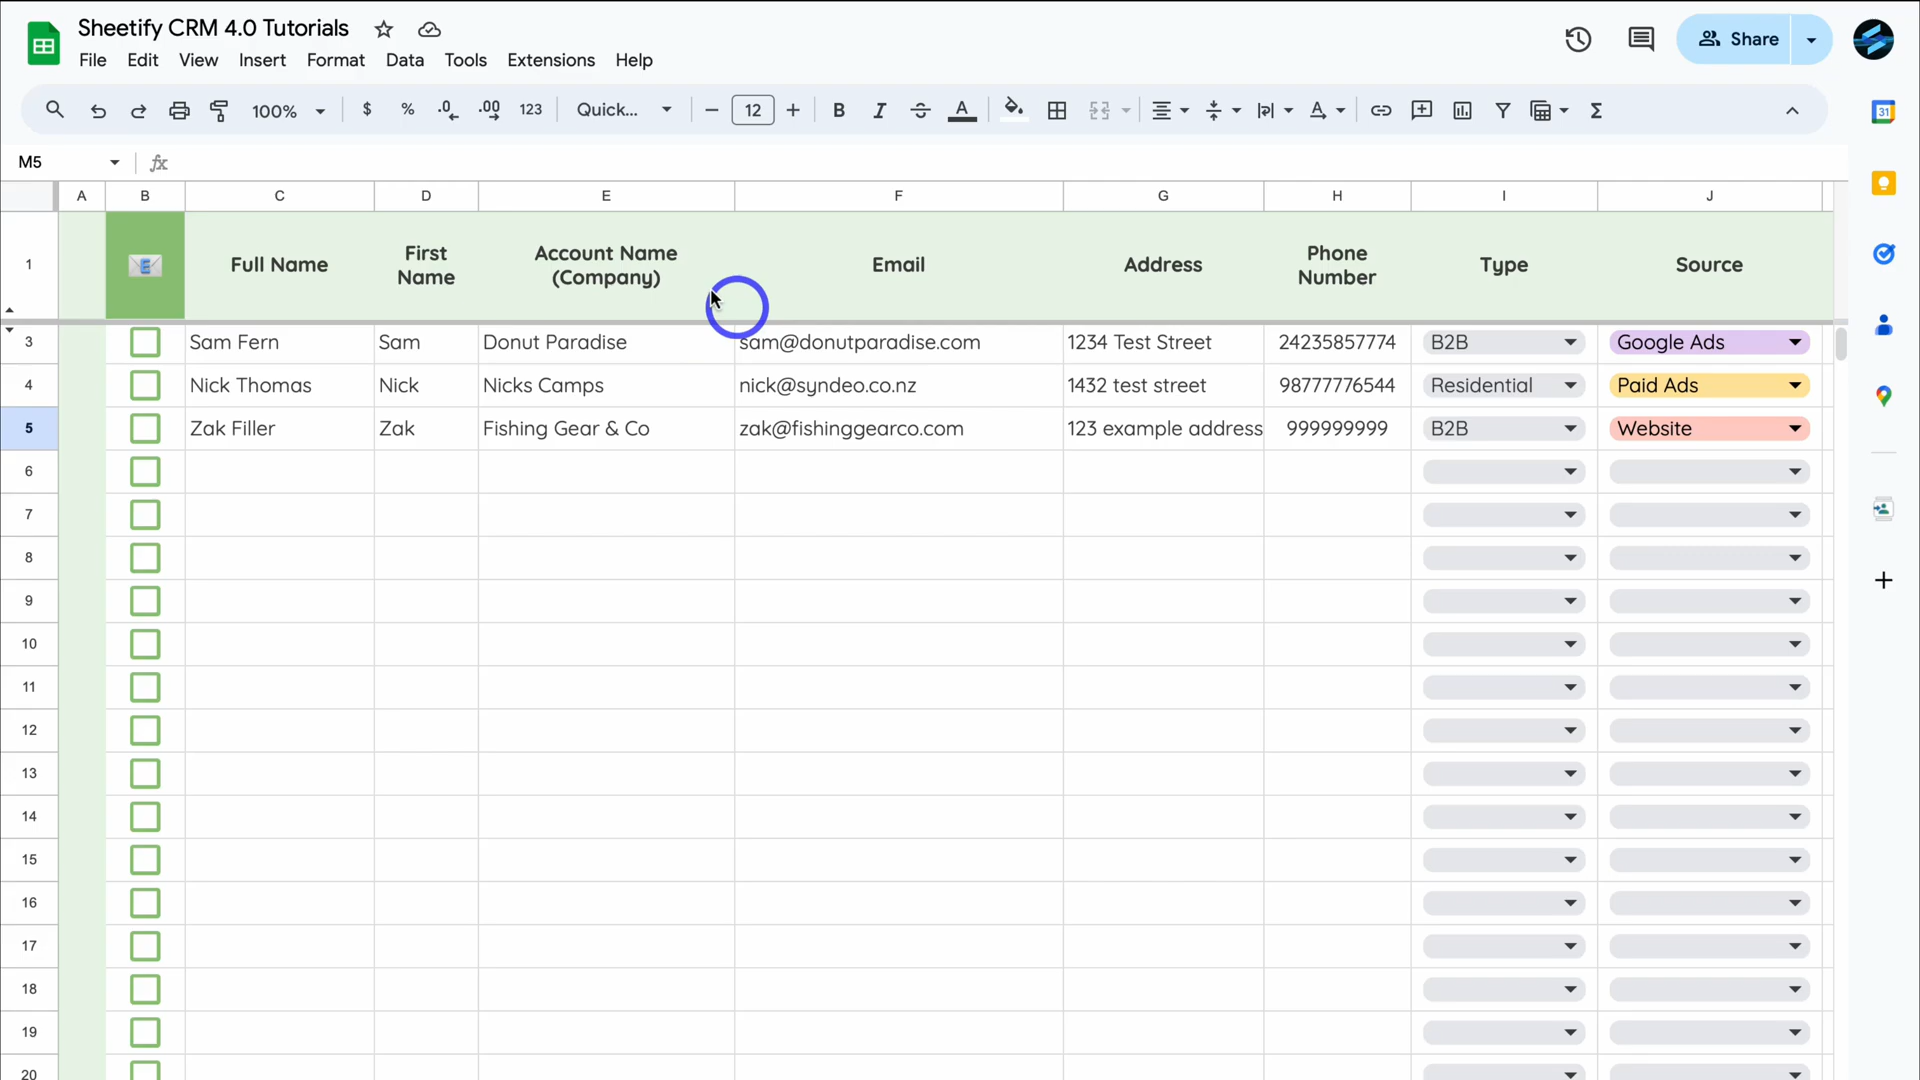 Sheetify CRM 4.0 Tutorials
File Edit View Insert Format Data Tools Extensions Help
Share
100% $ % .0 .00 123 Quick... 12 B I A Σ
31
M5 fx
A B C D E F G H I J
1 E Full Name First Name Account Name (Company) Email Address Phone Number Type Source
3 Sam Fern Sam Donut Paradise sam@donutparadise.com 1234 Test Street 24235857774 B2B Google Ads
4 Nick Thomas Nick Nicks Camps nick@syndeo.co.nz 1432 test street 98777776544 Residential Paid Ads
5 Zak Filler Zak Fishing Gear & Co zak@fishinggearco.com 123 example address 999999999 B2B Website
6
7
8
9
10
11
12
13
14
15
16
17
18
19
20